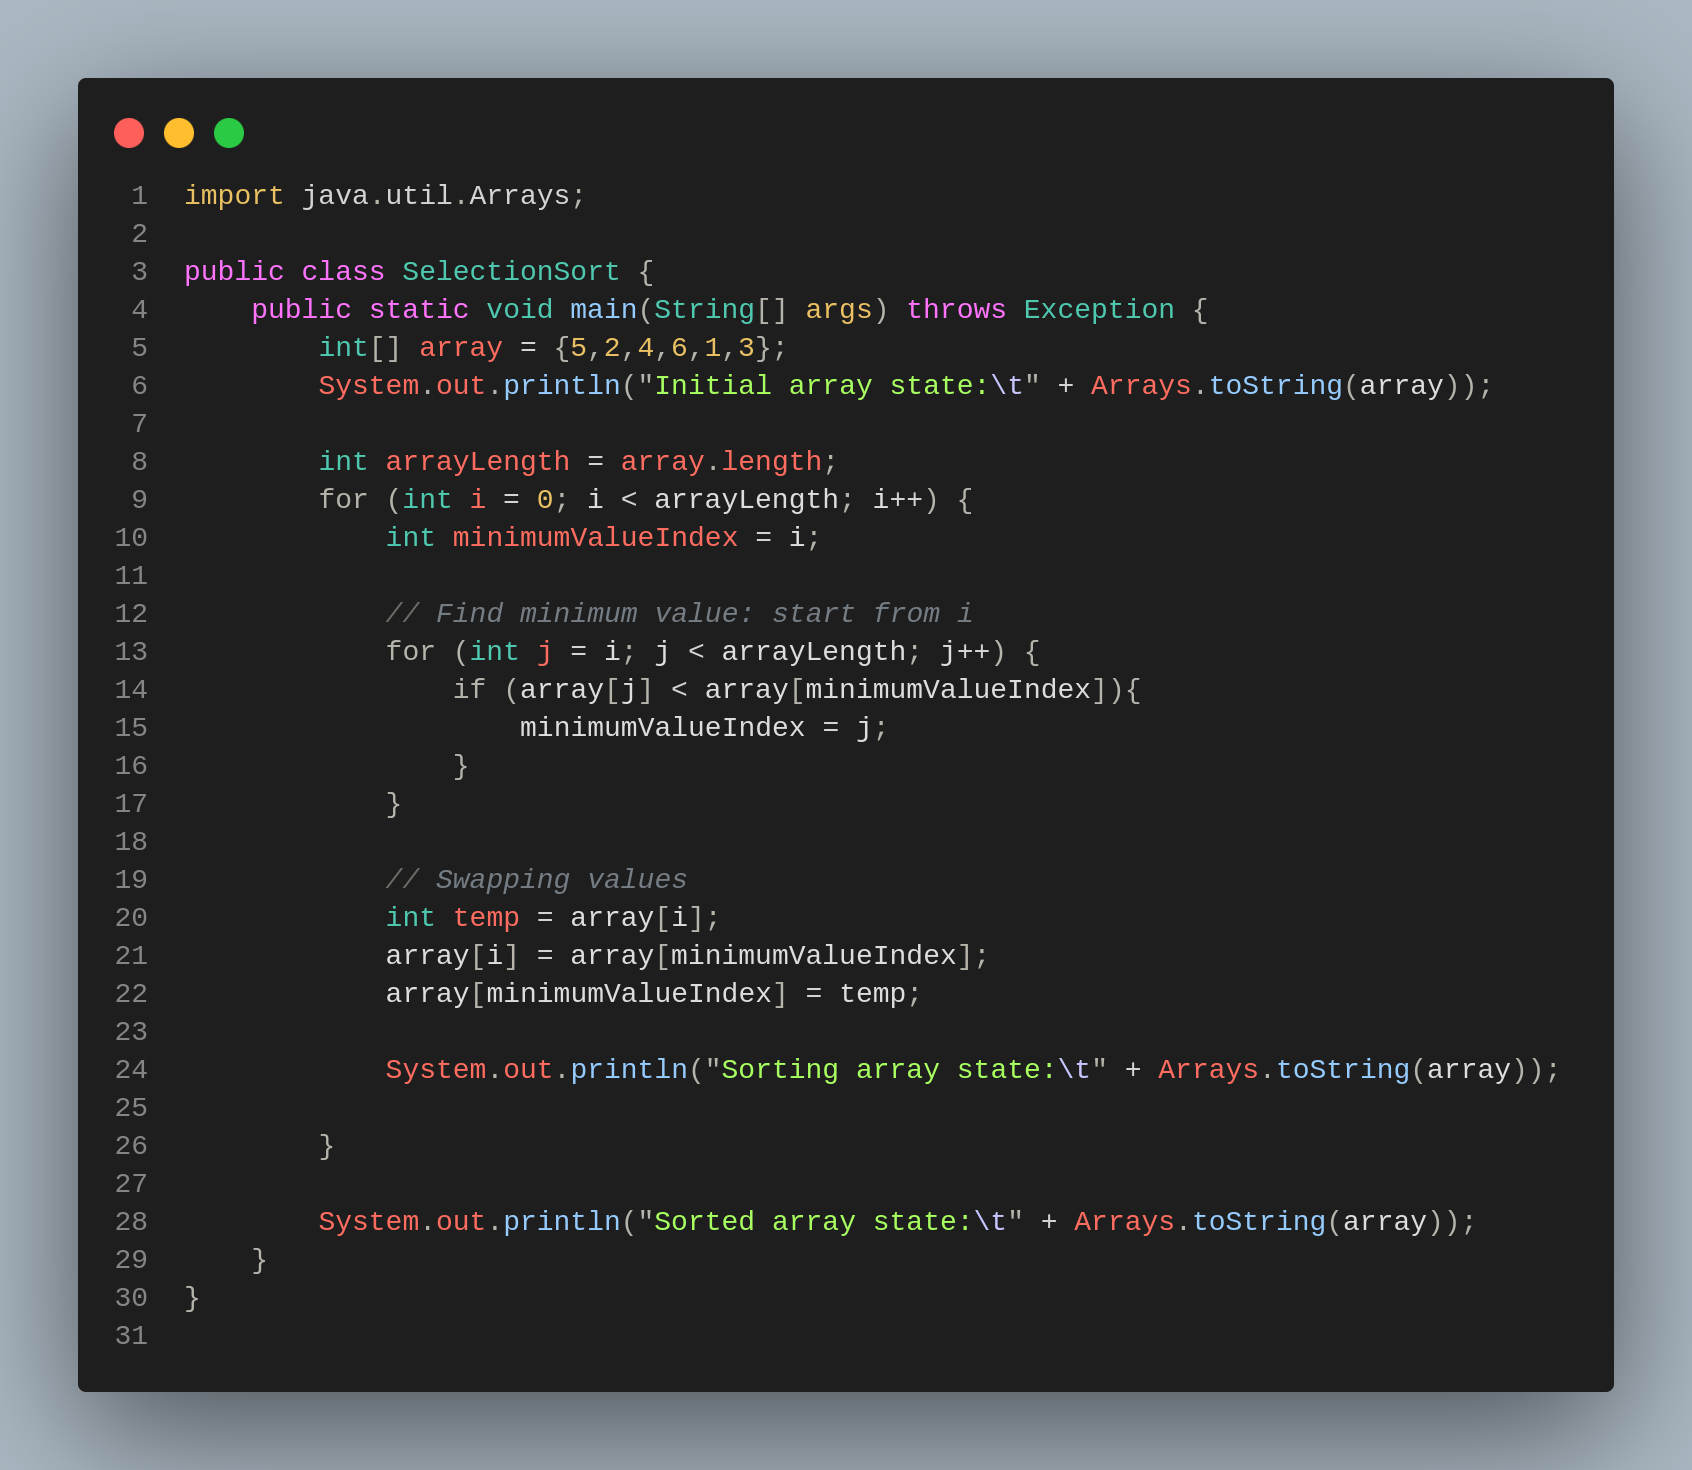 1 import java.util.Arrays;
2
3 public class SelectionSort {
4     public static void main(String[] args) throws Exception {
5         int[] array = {5,2,4,6,1,3};
6         System.out.println("Initial array state:\t" + Arrays.toString(array));
7
8         int arrayLength = array.length;
9         for (int i = 0; i < arrayLength; i++) {
10             int minimumValueIndex = i;
11
12             // Find minimum value: start from i
13             for (int j = i; j < arrayLength; j++) {
14                 if (array[j] < array[minimumValueIndex]){
15                     minimumValueIndex = j;
16                 }
17             }
18
19             // Swapping values
20             int temp = array[i];
21             array[i] = array[minimumValueIndex];
22             array[minimumValueIndex] = temp;
23
24             System.out.println("Sorting array state:\t" + Arrays.toString(array));
25
26         }
27
28         System.out.println("Sorted array state:\t" + Arrays.toString(array));
29     }
30 }
31